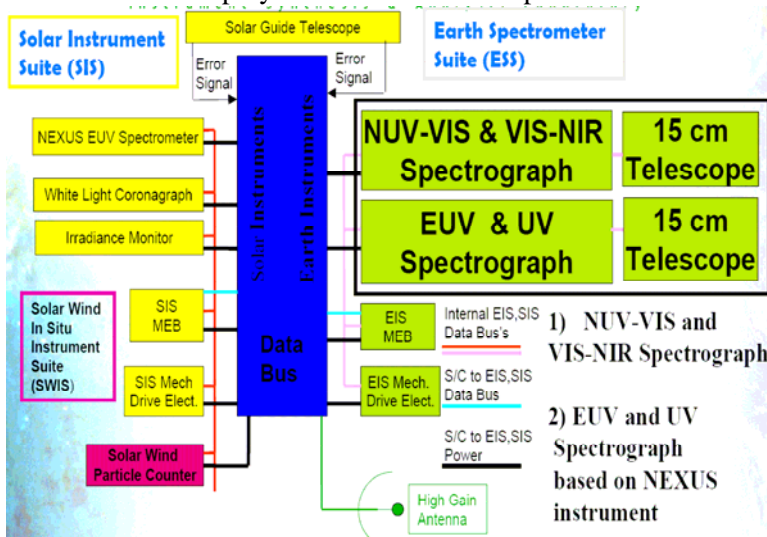 Solar Guide Telescope
Solar Instrument
Suite (SIS)
Earth Spectrometer
Suite (ESS)
Error
Signal
Error
Signal
NEXUS EUV Spectrometer
White Light Coronagraph
Irradiance Monitor
SIS
MEB
SIS Mech
Drive Elect.
Solar Wind
Particle Counter
Solar Wind
In Situ
Instrument
Suite
(SWIS)
Solar Instruments
Earth Instruments
Data
Bus
NUV-VIS & VIS-NIR
Spectrograph
15 cm
Telescope
EUV & UV
Spectrograph
15 cm
Telescope
EIS
MEB
EIS Mech.
Drive Elect.
Internal EIS,SIS
Data Bus's
S/C to EIS,SIS
Data Bus
S/C to EIS,SIS
Power
High Gain
Antenna
1) NUV-VIS and
VIS-NIR Spectrograph
2) EUV and UV
Spectrograph
based on NEXUS
instrument